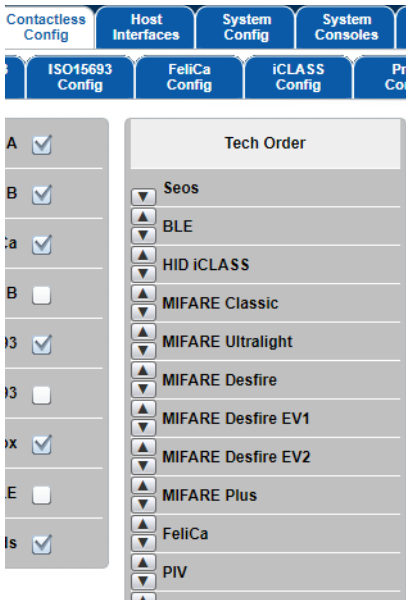 Contactless
Config
Host
Interfaces
System
Config
System
Consoles
ISO15693
Config
FeliCa
Config
iCLASS
Config
Tech Order
A
B
B
Seos
BLE
HID iCLASS
MIFARE Classic
MIFARE Ultralight
MIFARE Desfire
MIFARE Desfire EV1
MIFARE Desfire EV2
MIFARE Plus
FeliCa
PIV